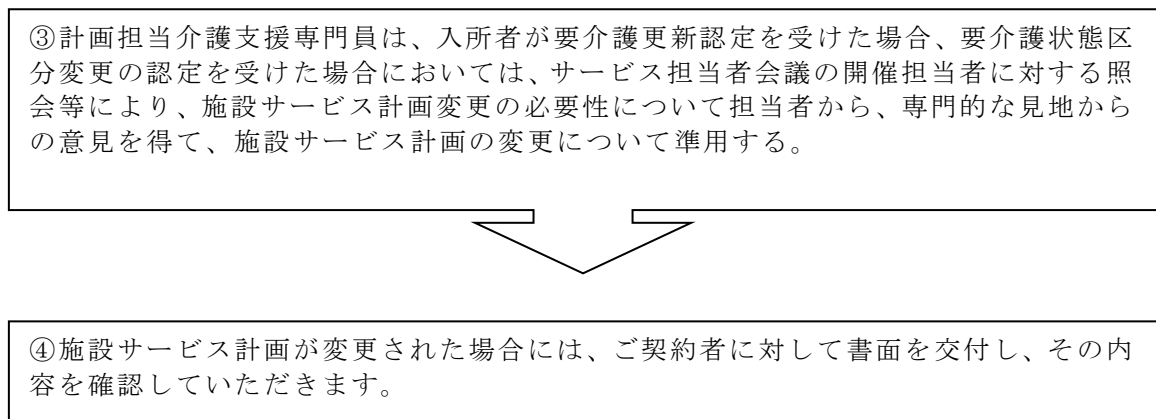 ③計画担当介護支援専門員は、入所者が要介護更新認定を受けた場合、要介護状態区
分変更の認定を受けた場合においては、サービス担当者会議の開催担当者に対する照
会等により、施設サービス計画変更の必要性について担当者から、専門的な見地から
の意見を得て、施設サービス計画の変更について準用する。
④施設サービス計画が変更された場合には、ご契約者に対して書面を交付し、その内
容を確認していただきます。